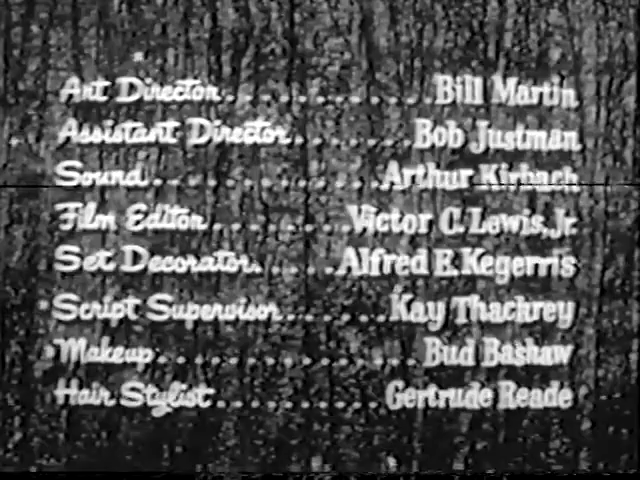 Art Director............Bill Martin
Assistant Director.......Bob Justman
Sound.............Arthur Kirbach
Film Editor........Victor C. Lewis, Jr.
Set Decorator.....Alfred E. Kegerris
Script Supervisor.......Kay Thackrey
Makeup...............Bud Bashaw
Hair Stylist..........Gertrude Reade